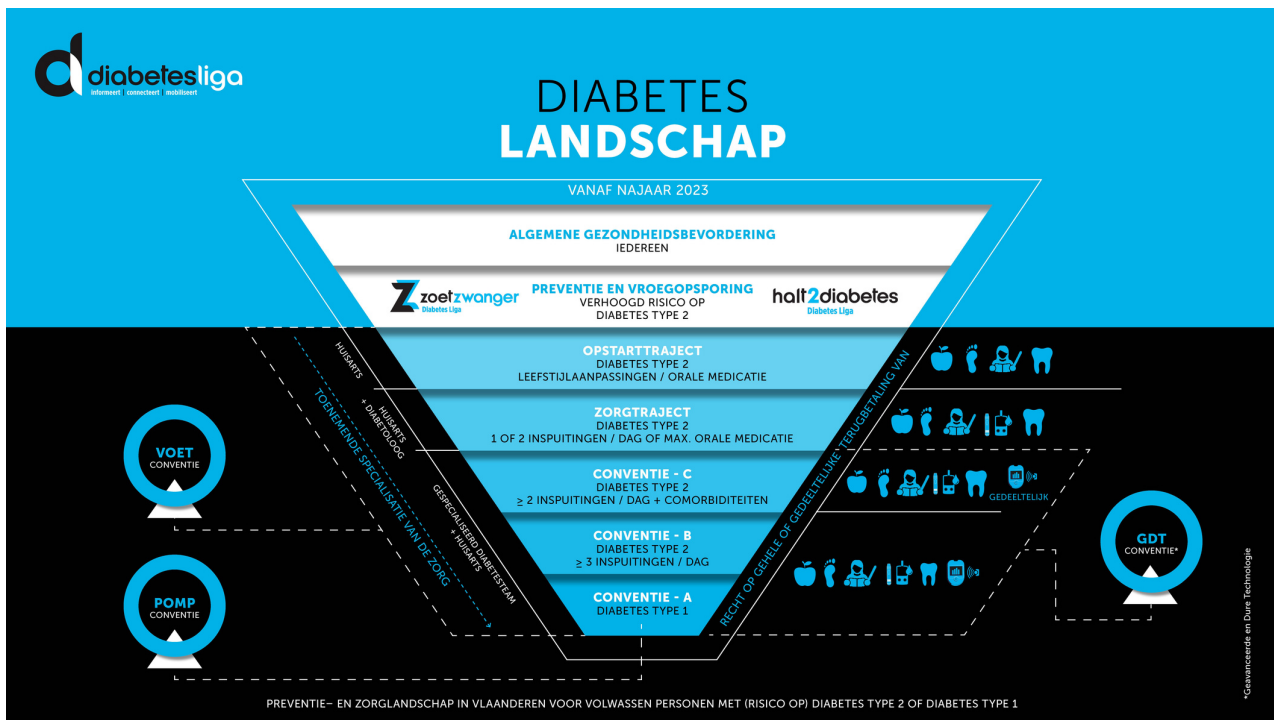 diabetesliga
informeert | connecteert | mobiliseert
DIABETES
LANDSCHAP
VANAF NAJAAR 2023
ALGEMENE GEZONDHEIDSBEVORDERING
IEDEREEN
zoetzwanger
Diabetes Liga
PREVENTIE EN VROEGOPSPORING
VERHOOGD RISICO OP
DIABETES TYPE 2
halt2diabetes
Diabetes Liga
OPSTARTTRAJECT
DIABETES TYPE 2
LEEFSTIJLAANPASSINGEN / ORALE MEDICATIE
ZORGTRAJECT
DIABETES TYPE 2
1 OF 2 INSPUITINGEN / DAG OF MAX. ORALE MEDICATIE
CONVENTIE - C
DIABETES TYPE 2
≥ 2 INSPUITINGEN / DAG + COMORBIDITEITEN
CONVENTIE - B
DIABETES TYPE 2
≥ 3 INSPUITINGEN / DAG
CONVENTIE - A
DIABETES TYPE 1
HUISARTS
HUISARTS
+ DIABETOLOOG
GESPECIALISEERD DIABETESTEAM
+ HUISARTS
TOENEMENDE SPECIALISATIE VAN DE ZORG
RECHT OP GEHELE OF GEDEELTELIJKE TERUGBETALING VAN
GEDEELTELIJK
VOET
CONVENTIE
POMP
CONVENTIE
GDT
CONVENTIE*
*Geavanceerde en Dure Technologie
PREVENTIE– EN ZORGLANDSCHAP IN VLAANDEREN VOOR VOLWASSEN PERSONEN MET (RISICO OP) DIABETES TYPE 2 OF DIABETES TYPE 1